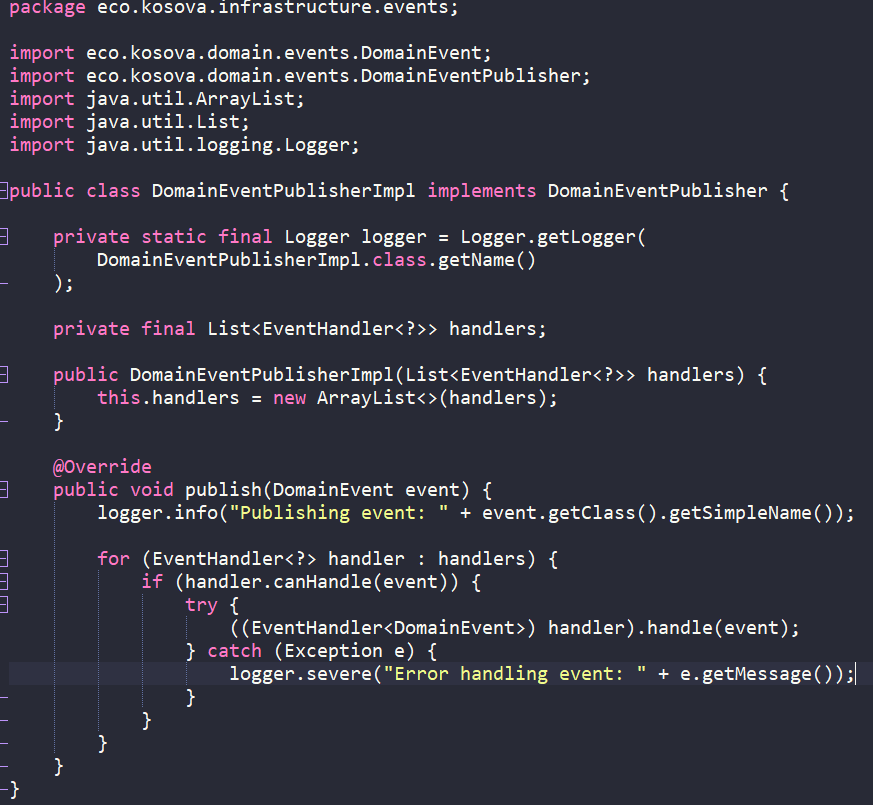 package eco.kosova.infrastructure.events;
import eco.kosova.domain.events.DomainEvent;
import eco.kosova.domain.events.DomainEventPublisher;
import java.util.ArrayList;
import java.util.List;
import java.util.logging.Logger;
public class DomainEventPublisherImpl implements DomainEventPublisher {
private static final Logger logger = Logger.getLogger(
DomainEventPublisherImpl.class.getName()
);
private final List<EventHandler<?>> handlers;
public DomainEventPublisherImpl(List<EventHandler<?>> handlers) {
this.handlers = new ArrayList<>(handlers);
}
@Override
public void publish(DomainEvent event) {
logger.info("Publishing event: " + event.getClass().getSimpleName());
for (EventHandler<?> handler : handlers) {
if (handler.canHandle(event)) {
try {
((EventHandler<DomainEvent>) handler).handle(event);
} catch (Exception e) {
logger.severe("Error handling event: " + e.getMessage());
}
}
}
}
}